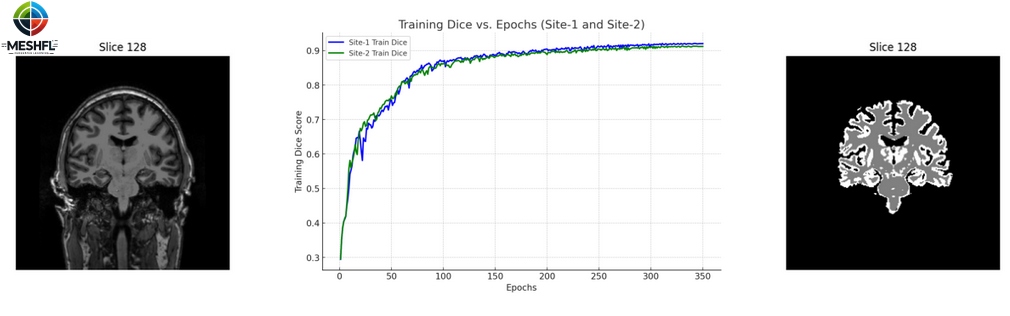 MESHFL
Slice 128
Training Dice vs. Epochs (Site-1 and Site-2)
Site-1 Train Dice
Site-2 Train Dice
Training Dice Score
0.9
0.8
0.7
0.6
0.5
0.4
0.3
0
50
100
150
200
250
300
350
Epochs
Slice 128